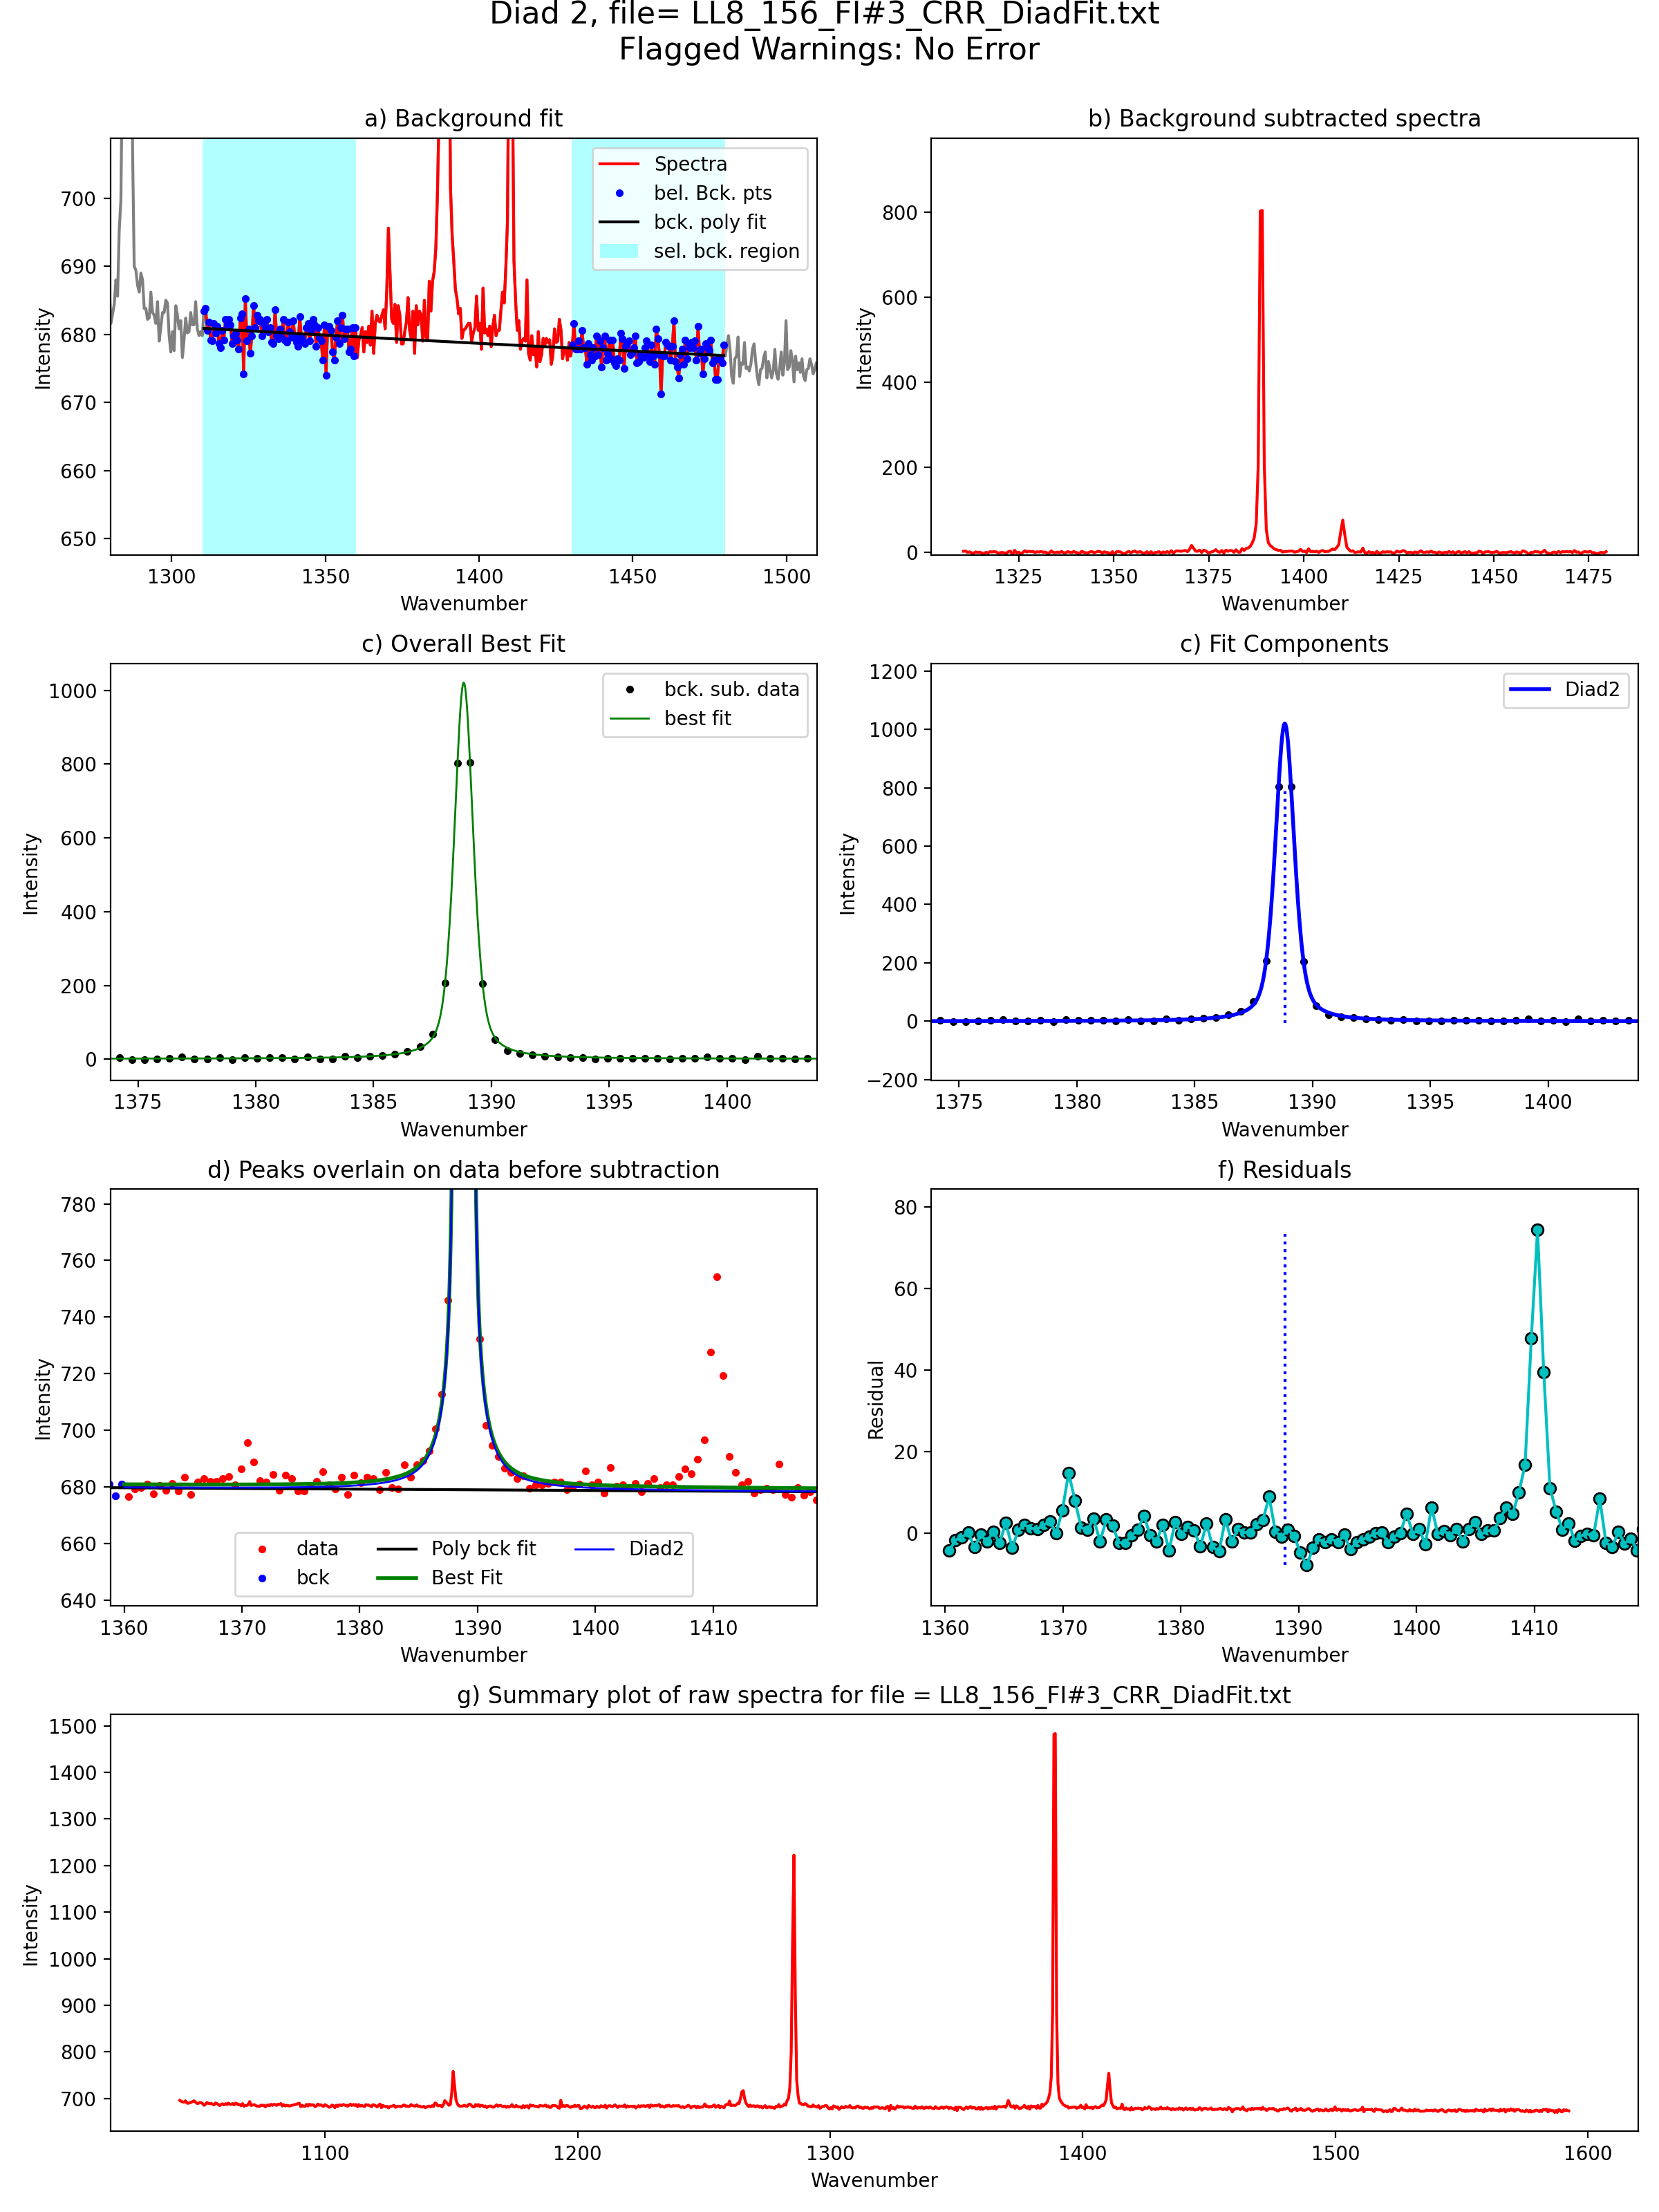 Diad 2, file= LL8_156_FI#3_CRR_DiadFit.txt
Flagged Warnings: No Error
a) Background fit
Spectra
bel. Bck. pts
bck. poly fit
sel. bck. region
700
690
680
670
660
650
Intensity
1300 1350 1400 1450 1500
Wavenumber
b) Background subtracted spectra
800
600
400
200
0
Intensity
1325 1350 1375 1400 1425 1450 1475
Wavenumber
c) Overall Best Fit
bck. sub. data
best fit
1000
800
600
400
200
0
Intensity
1375 1380 1385 1390 1395 1400
Wavenumber
c) Fit Components
Diad2
1200
1000
800
600
400
200
0
−200
Intensity
1375 1380 1385 1390 1395 1400
Wavenumber
d) Peaks overlain on data before subtraction
780
760
740
720
700
680
660
640
Intensity
data
bck
Poly bck fit
Best Fit
Diad2
1360 1370 1380 1390 1400 1410
Wavenumber
f) Residuals
80
60
40
20
0
Residual
1360 1370 1380 1390 1400 1410
Wavenumber
g) Summary plot of raw spectra for file = LL8_156_FI#3_CRR_DiadFit.txt
1500
1400
1300
1200
1100
1000
900
800
700
Intensity
1100 1200 1300 1400 1500 1600
Wavenumber